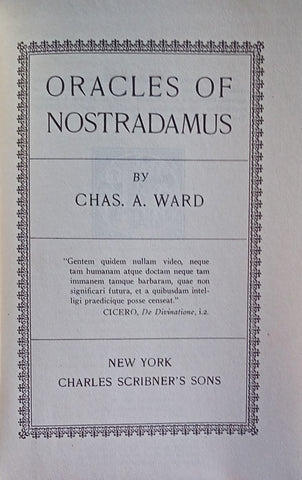 ORACLES OF
NOSTRADAMUS
BY
CHAS. A. WARD
"Gentem quidem nullam video, neque
tam humanam atque doctam neque tam
immanem tamque barbaram, quae non
significari futura, et a quibusdam intel-
ligi praedicique posse censeat."
CICERO, De Divinatione, i.2.
NEW YORK
CHARLES SCRIBNER'S SONS